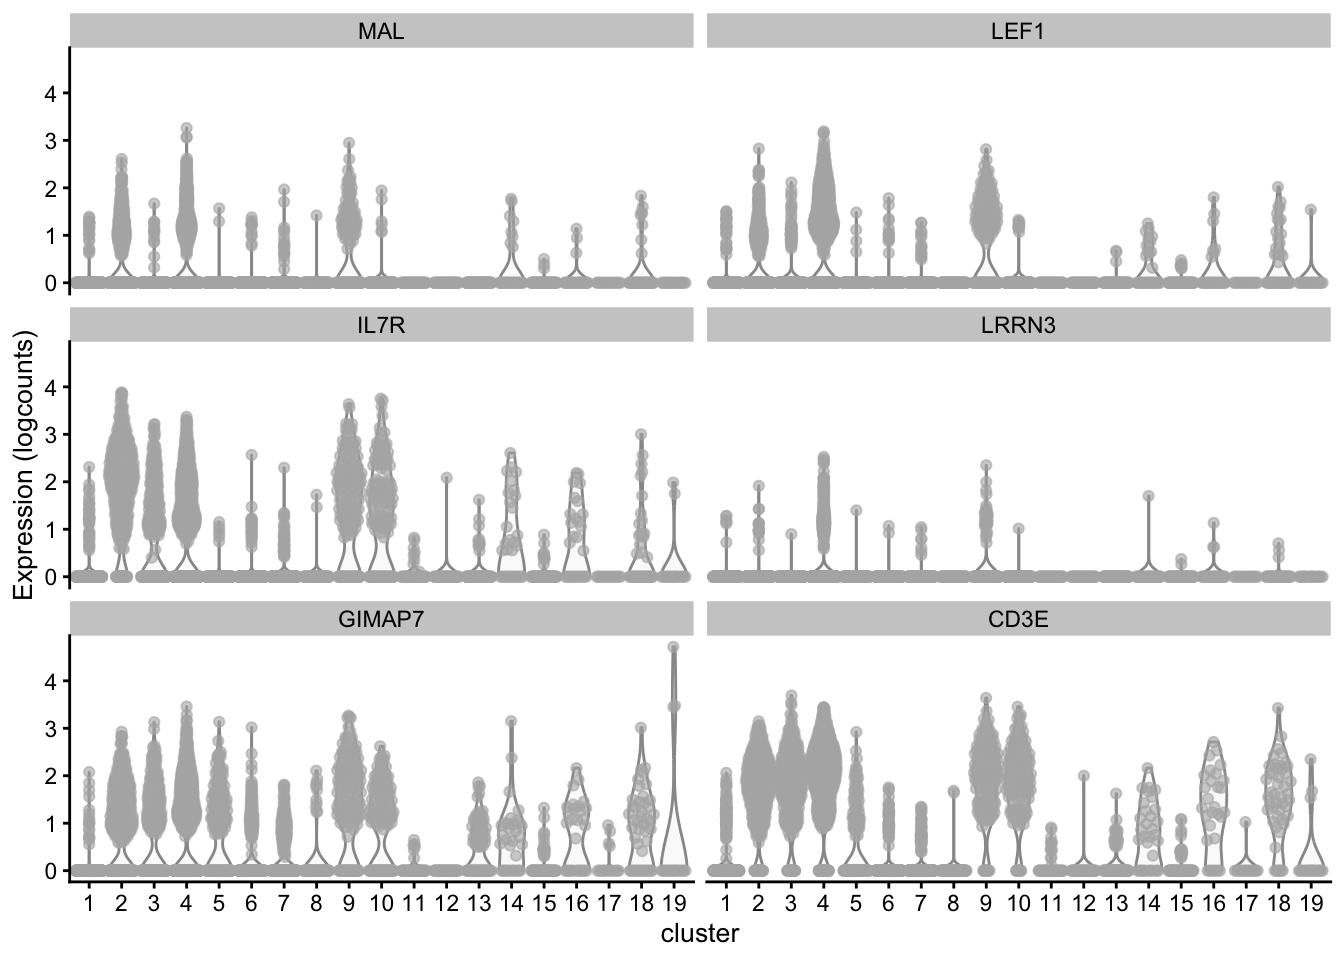 MAL LEF1
4 3 2 1 0
IL7R LRRN3
4 3 2 1 0
GIMAP7 CD3E
4 3 2 1 0
Expression (logcounts)
1 2 3 4 5 6 7 8 9 10 11 12 13 14 15 16 17 18 19 1 2 3 4 5 6 7 8 9 10 11 12 13 14 15 16 17 18 19
cluster